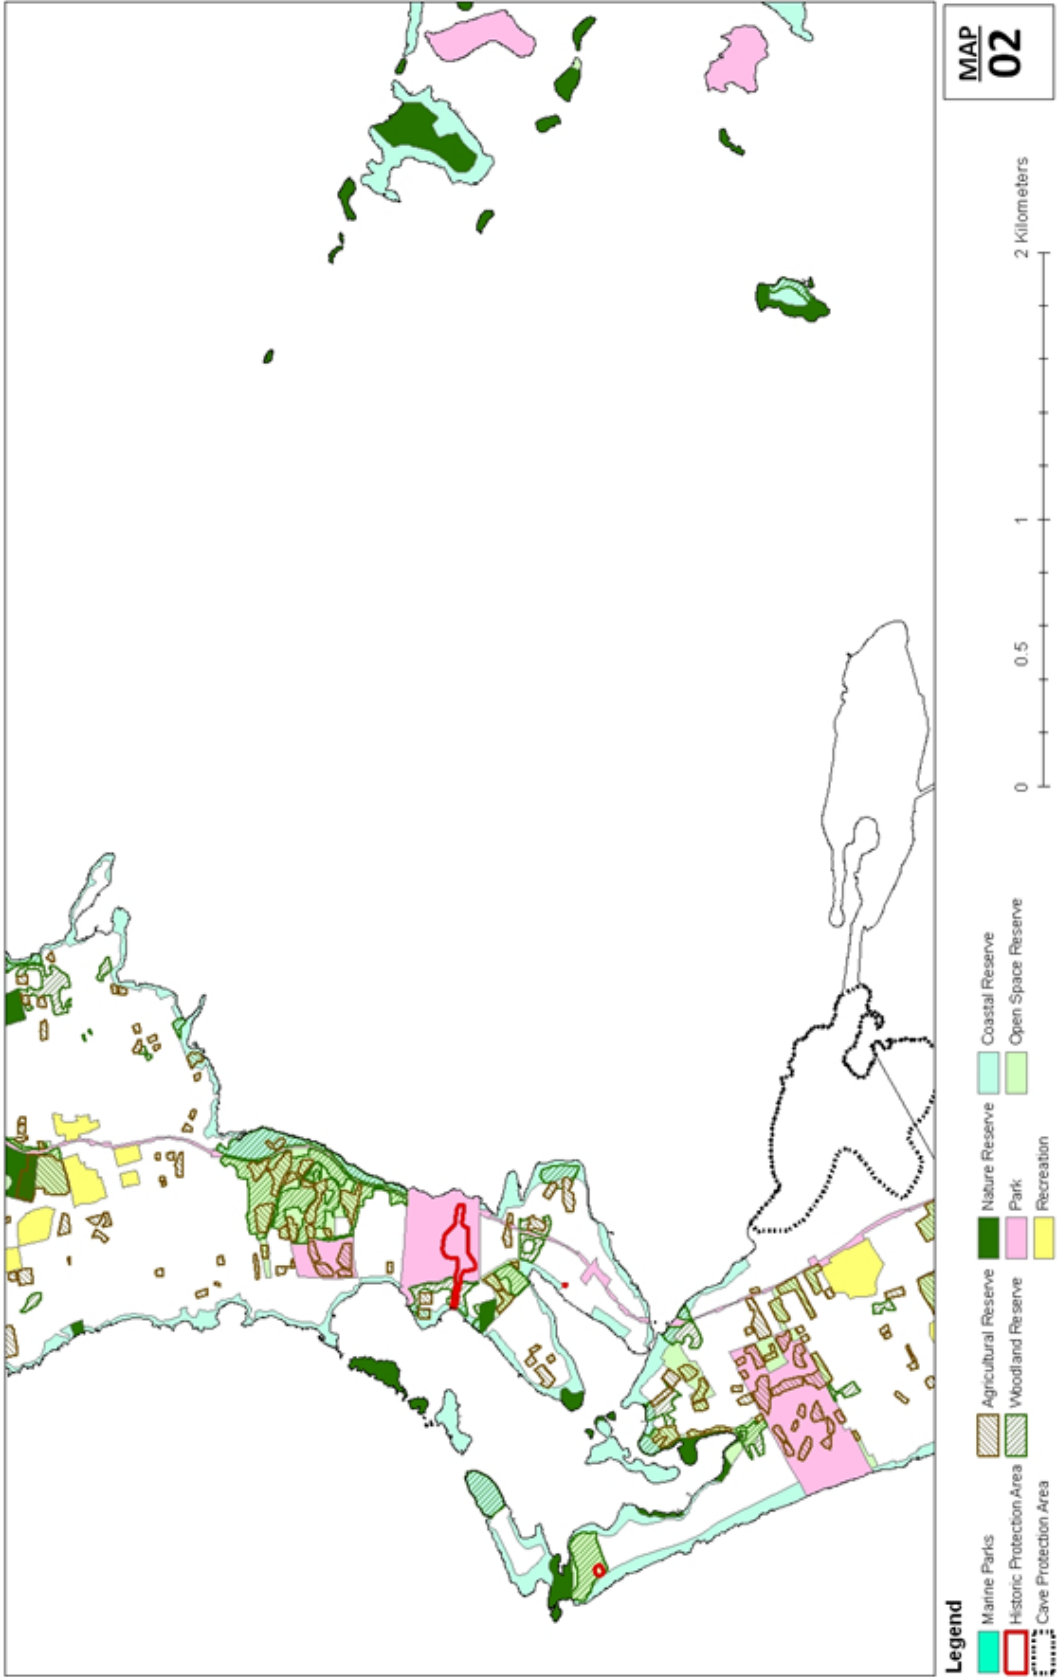 MAP
02
2 Kilometers
1
0.5
0
Legend
Marine Parks
Historic Protection Area
Cave Protection Area
Agricultural Reserve
Woodland Reserve
Nature Reserve
Park
Recreation
Coastal Reserve
Open Space Reserve